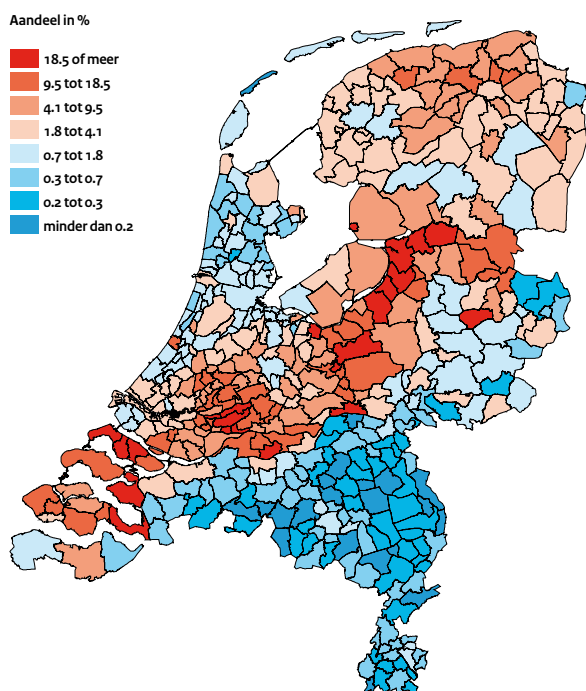 Aandeel in %
18.5 of meer
9.5 tot 18.5
4.1 tot 9.5
1.8 tot 4.1
0.7 tot 1.8
0.3 tot 0.7
0.2 tot 0.3
minder dan 0.2